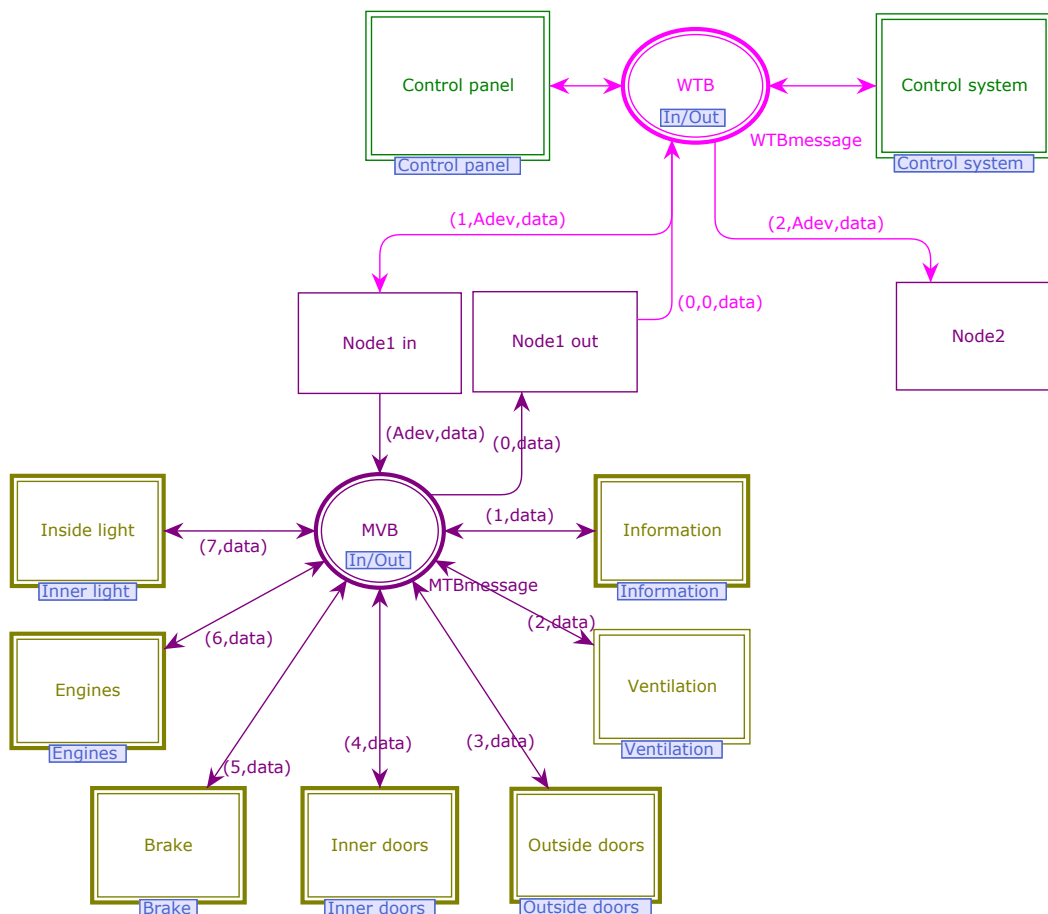 Control panel
WTB
Control system
In/Out
WTBmessage
Control panel
Control system
(1,Adev,data)
(2,Adev,data)
(0,0,data)
Node1 in
Node1 out
Node2
(Adev,data)
(0,data)
Inside light
MVB
(1,data)
Information
(7,data)
In/Out
Inner light
MTBmessage
Information
(2,data)
(6,data)
Engines
Ventilation
Engines
(5,data)
(4,data)
(3,data)
Ventilation
Brake
Inner doors
Outside doors
Brake
Inner doors
Outside doors